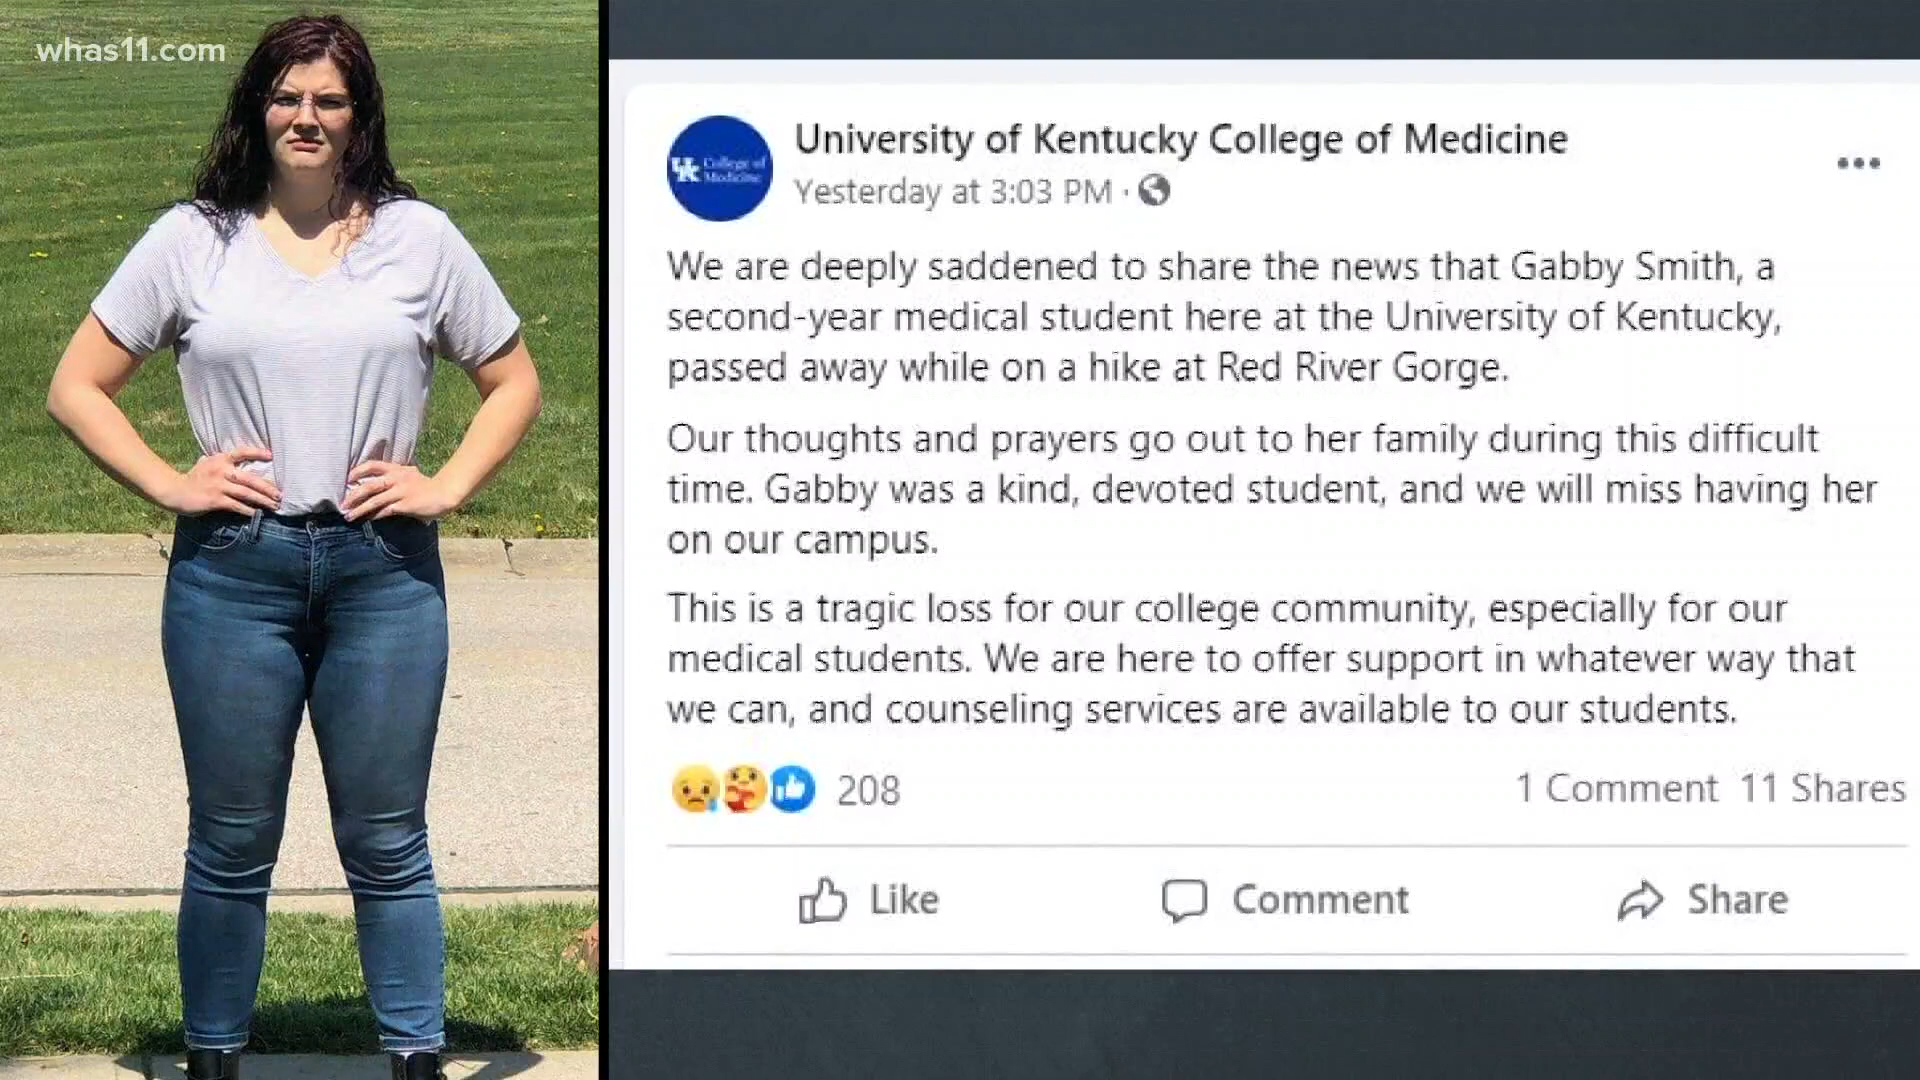 whas11.com
UK College of
Medicine
University of Kentucky College of Medicine
Yesterday at 3:03 PM ·
We are deeply saddened to share the news that Gabby Smith, a
second-year medical student here at the University of Kentucky,
passed away while on a hike at Red River Gorge.
Our thoughts and prayers go out to her family during this difficult
time. Gabby was a kind, devoted student, and we will miss having her
on our campus.
This is a tragic loss for our college community, especially for our
medical students. We are here to offer support in whatever way that
we can, and counseling services are available to our students.
208
1 Comment 11 Shares
Like Comment Share